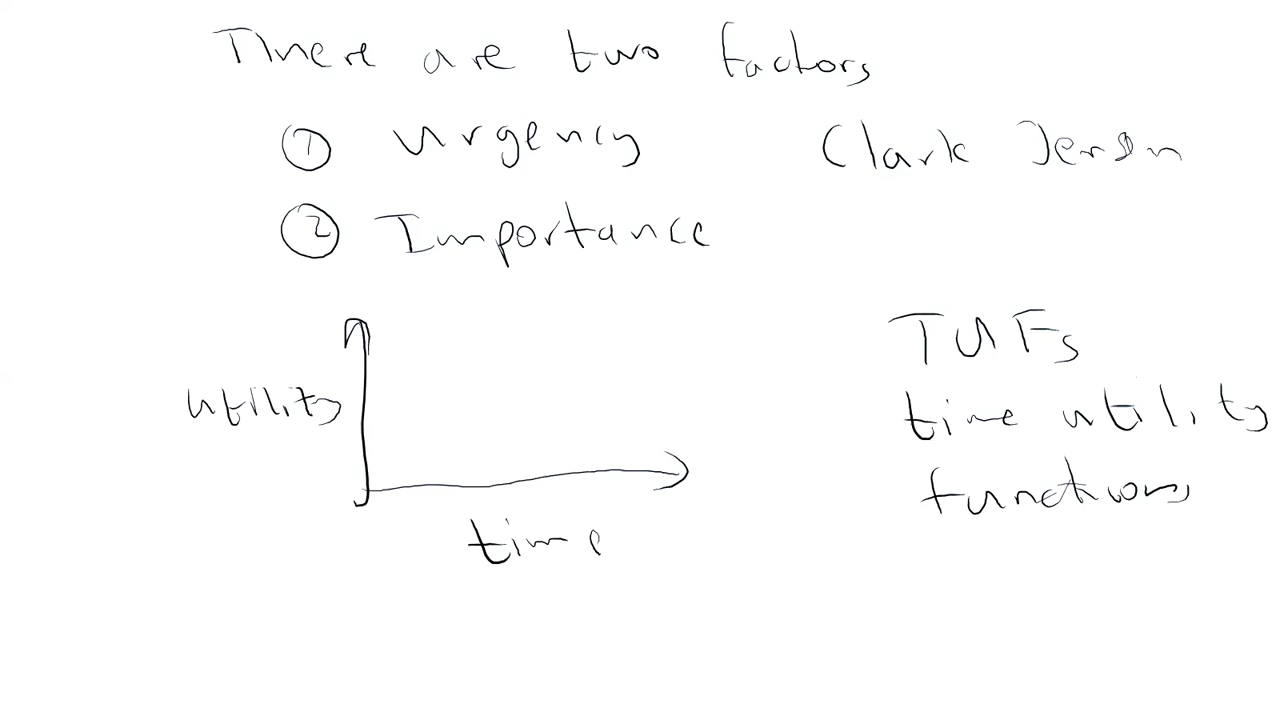 There are two factors
① urgency
Clark Jensen
② Importance
TUFs
utility
time utility
functions
time